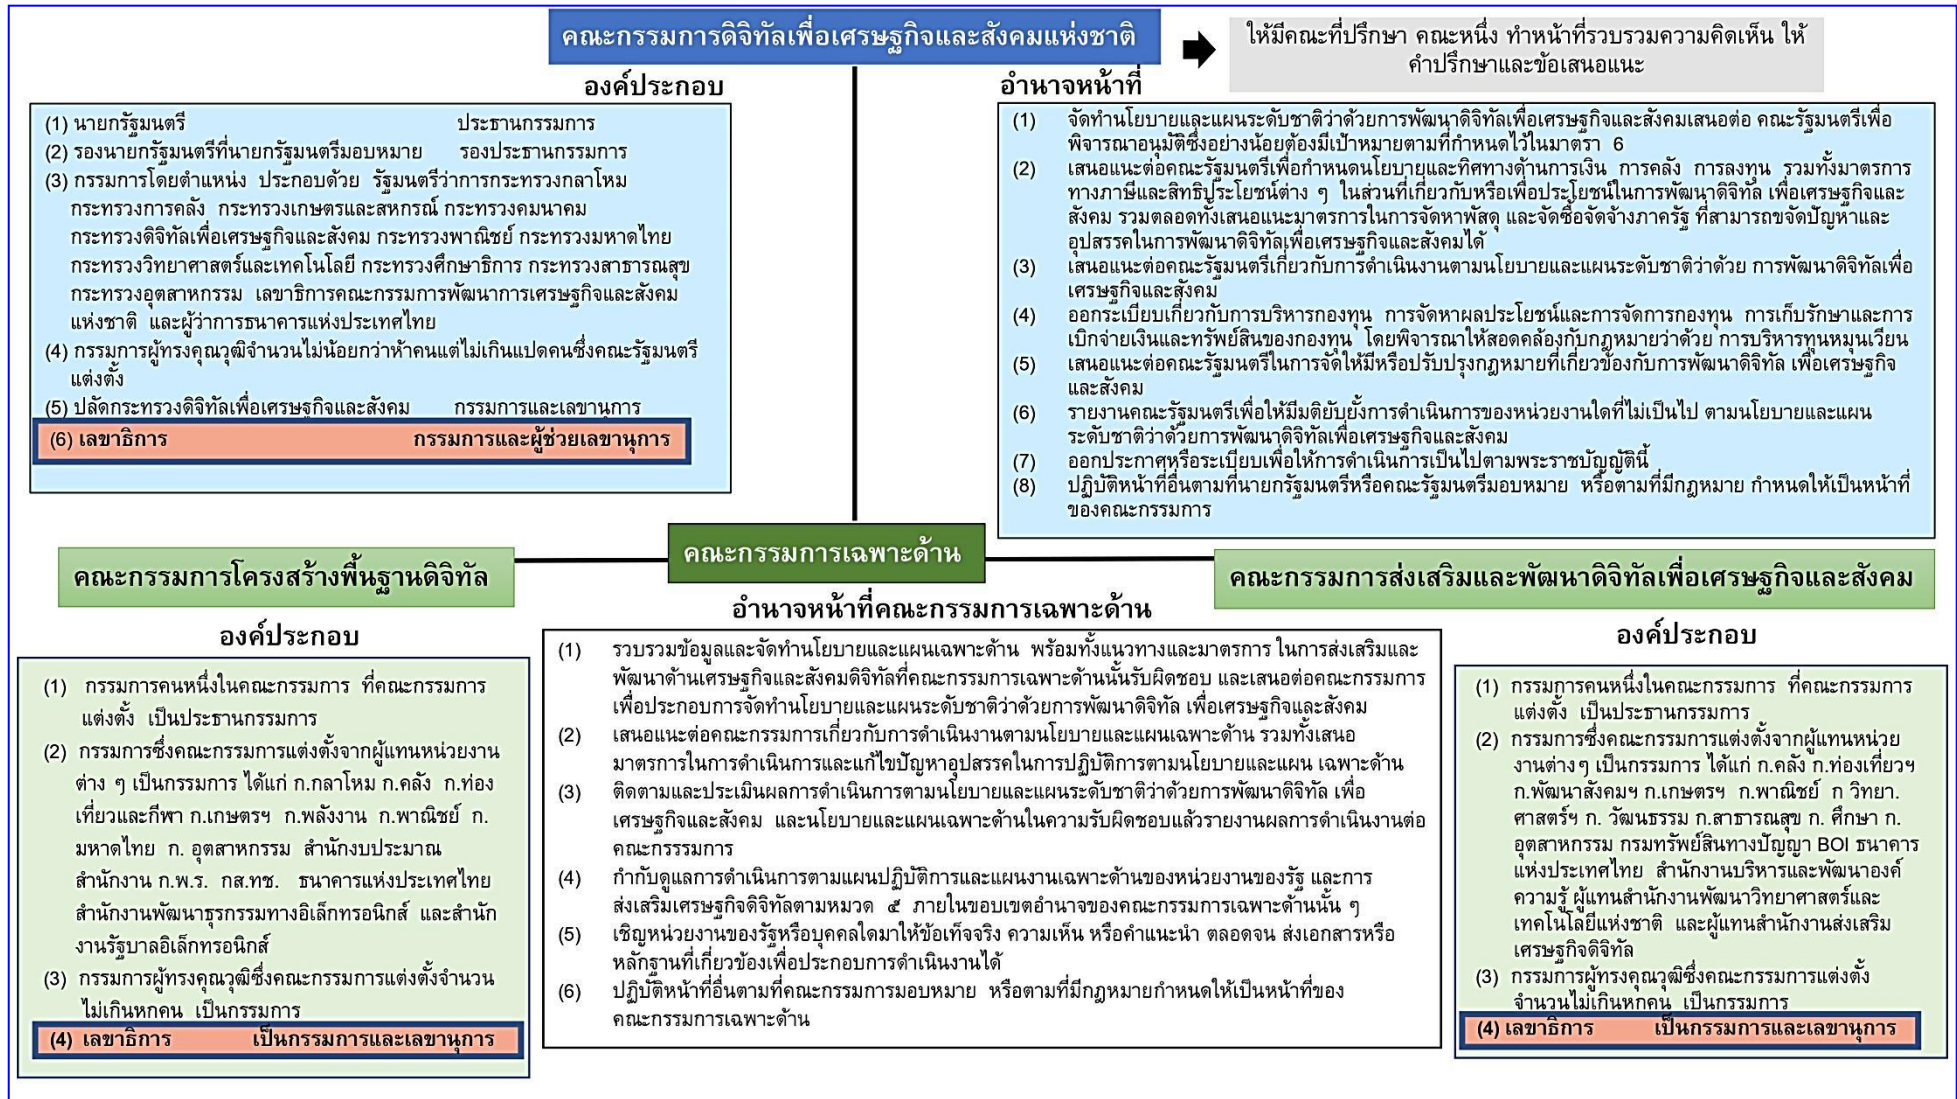 คณะกรรมการดิจิทัลเพื่อเศรษฐกิจและสังคมแห่งชาติ
ให้มีคณะที่ปรึกษา คณะหนึ่ง ทำหน้าที่รวบรวมความคิดเห็น ให้
คำปรึกษาและข้อเสนอแนะ
องค์ประกอบ
(1) นายกรัฐมนตรี ประธานกรรมการ
(2) รองนายกรัฐมนตรีที่นายกรัฐมนตรีมอบหมาย รองประธานกรรมการ
(3) กรรมการโดยตำแหน่ง ประกอบด้วย รัฐมนตรีว่าการกระทรวงกลาโหม
กระทรวงการคลัง กระทรวงเกษตรและสหกรณ์ กระทรวงคมนาคม
กระทรวงดิจิทัลเพื่อเศรษฐกิจและสังคม กระทรวงพาณิชย์ กระทรวงมหาดไทย
กระทรวงวิทยาศาสตร์และเทคโนโลยี กระทรวงศึกษาธิการ กระทรวงสาธารณสุข
กระทรวงอุตสาหกรรม เลขาธิการคณะกรรมการพัฒนาการเศรษฐกิจและสังคม
แห่งชาติ และผู้ว่าการธนาคารแห่งประเทศไทย
(4) กรรมการผู้ทรงคุณวุฒิจำนวนไม่น้อยกว่าห้าคนแต่ไม่เกินแปดคนซึ่งคณะรัฐมนตรี
แต่งตั้ง
(5) ปลัดกระทรวงดิจิทัลเพื่อเศรษฐกิจและสังคม กรรมการและเลขานุการ
(6) เลขาธิการ กรรมการและผู้ช่วยเลขานุการ
อำนาจหน้าที่
(1) จัดทำนโยบายและแผนระดับชาติว่าด้วยการพัฒนาดิจิทัลเพื่อเศรษฐกิจและสังคมเสนอต่อ คณะรัฐมนตรีเพื่อ
พิจารณาอนุมัติซึ่งอย่างน้อยต้องมีเป้าหมายตามที่กำหนดไว้ในมาตรา 6
(2) เสนอแนะต่อคณะรัฐมนตรีเพื่อกำหนดนโยบายและทิศทางด้านการเงิน การคลัง การลงทุน รวมทั้งมาตรการ
ทางภาษีและสิทธิประโยชน์ต่าง ๆ ในส่วนที่เกี่ยวกับหรือเพื่อประโยชน์ในการพัฒนาดิจิทัล เพื่อเศรษฐกิจและ
สังคม รวมตลอดทั้งเสนอแนะมาตรการในการจัดหาพัสดุ และจัดซื้อจัดจ้างภาครัฐ ที่สามารถขจัดปัญหาและ
อุปสรรคในการพัฒนาดิจิทัลเพื่อเศรษฐกิจและสังคมได้
(3) เสนอแนะต่อคณะรัฐมนตรีเกี่ยวกับการดำเนินงานตามนโยบายและแผนระดับชาติว่าด้วย การพัฒนาดิจิทัลเพื่อ
เศรษฐกิจและสังคม
(4) ออกระเบียบเกี่ยวกับการบริหารกองทุน การจัดหาผลประโยชน์และการจัดการกองทุน การเก็บรักษาและการ
เบิกจ่ายเงินและทรัพย์สินของกองทุน โดยพิจารณาให้สอดคล้องกับกฎหมายว่าด้วย การบริหารทุนหมุนเวียน
(5) เสนอแนะต่อคณะรัฐมนตรีในการจัดให้มีหรือปรับปรุงกฎหมายที่เกี่ยวข้องกับการพัฒนาดิจิทัล เพื่อเศรษฐกิจ
และสังคม
(6) รายงานคณะรัฐมนตรีเพื่อให้มีมติยับยั้งการดำเนินการของหน่วยงานใดที่ไม่เป็นไป ตามนโยบายและแผน
ระดับชาติว่าด้วยการพัฒนาดิจิทัลเพื่อเศรษฐกิจและสังคม
(7) ออกประกาศหรือระเบียบเพื่อให้การดำเนินการเป็นไปตามพระราชบัญญัตินี้
(8) ปฏิบัติหน้าที่อื่นตามที่นายกรัฐมนตรีหรือคณะรัฐมนตรีมอบหมาย หรือตามที่มีกฎหมาย กำหนดให้เป็นหน้าที่
ของคณะกรรมการ
คณะกรรมการเฉพาะด้าน
คณะกรรมการโครงสร้างพื้นฐานดิจิทัล
คณะกรรมการส่งเสริมและพัฒนาดิจิทัลเพื่อเศรษฐกิจและสังคม
องค์ประกอบ
(1) กรรมการคนหนึ่งในคณะกรรมการ ที่คณะกรรมการ
แต่งตั้ง เป็นประธานกรรมการ
(2) กรรมการซึ่งคณะกรรมการแต่งตั้งจากผู้แทนหน่วยงาน
ต่าง ๆ เป็นกรรมการ ได้แก่ ก.กลาโหม ก.คลัง ก.ท่อง
เที่ยวและกีฬา ก.เกษตรฯ ก.พลังงาน ก.พาณิชย์ ก.
มหาดไทย ก. อุตสาหกรรม สำนักงบประมาณ
สำนักงาน ก.พ.ร. กส.ทช. ธนาคารแห่งประเทศไทย
สำนักงานพัฒนาธุรกรรมทางอิเล็กทรอนิกส์ และสำนัก
งานรัฐบาลอิเล็กทรอนิกส์
(3) กรรมการผู้ทรงคุณวุฒิซึ่งคณะกรรมการแต่งตั้งจำนวน
ไม่เกินหกคน เป็นกรรมการ
(4) เลขาธิการ เป็นกรรมการและเลขานุการ
อำนาจหน้าที่คณะกรรมการเฉพาะด้าน
(1) รวบรวมข้อมูลและจัดทำนโยบายและแผนเฉพาะด้าน พร้อมทั้งแนวทางและมาตรการ ในการส่งเสริมและ
พัฒนาด้านเศรษฐกิจและสังคมดิจิทัลที่คณะกรรมการเฉพาะด้านนั้นรับผิดชอบ และเสนอต่อคณะกรรมการ
เพื่อประกอบการจัดทำนโยบายและแผนระดับชาติว่าด้วยการพัฒนาดิจิทัล เพื่อเศรษฐกิจและสังคม
(2) เสนอแนะต่อคณะกรรมการเกี่ยวกับการดำเนินงานตามนโยบายและแผนเฉพาะด้าน รวมทั้งเสนอ
มาตรการในการดำเนินการและแก้ไขปัญหาอุปสรรคในการปฏิบัติการตามนโยบายและแผน เฉพาะด้าน
(3) ติดตามและประเมินผลการดำเนินการตามนโยบายและแผนระดับชาติว่าด้วยการพัฒนาดิจิทัล เพื่อ
เศรษฐกิจและสังคม และนโยบายและแผนเฉพาะด้านในความรับผิดชอบแล้วรายงานผลการดำเนินงานต่อ
คณะกรรรมการ
(4) กำกับดูแลการดำเนินการตามแผนปฏิบัติการและแผนงานเฉพาะด้านของหน่วยงานของรัฐ และการ
ส่งเสริมเศรษฐกิจดิจิทัลตามหมวด ๕ ภายในขอบเขตอำนาจของคณะกรรมการเฉพาะด้านนั้น ๆ
(5) เชิญหน่วยงานของรัฐหรือบุคคลใดมาให้ข้อเท็จจริง ความเห็น หรือคำแนะนำ ตลอดจน ส่งเอกสารหรือ
หลักฐานที่เกี่ยวข้องเพื่อประกอบการดำเนินงานได้
(6) ปฏิบัติหน้าที่อื่นตามที่คณะกรรมการมอบหมาย หรือตามที่มีกฎหมายกำหนดให้เป็นหน้าที่ของ
คณะกรรมการเฉพาะด้าน
องค์ประกอบ
(1) กรรมการคนหนึ่งในคณะกรรมการ ที่คณะกรรมการ
แต่งตั้ง เป็นประธานกรรมการ
(2) กรรมการซึ่งคณะกรรมการแต่งตั้งจากผู้แทนหน่วย
งานต่างๆ เป็นกรรมการ ได้แก่ ก.คลัง ก.ท่องเที่ยวฯ
ก.พัฒนาสังคมฯ ก.เกษตรฯ ก.พาณิชย์ ก วิทยา.
ศาสตร์ฯ ก. วัฒนธรรม ก.สาธารณสุข ก. ศึกษา ก.
อุตสาหกรรม กรมทรัพย์สินทางปัญญา BOI ธนาคาร
แห่งประเทศไทย สำนักงานบริหารและพัฒนาองค์
ความรู้ ผู้แทนสำนักงานพัฒนาวิทยาศาสตร์และ
เทคโนโลยีแห่งชาติ และผู้แทนสำนักงานส่งเสริม
เศรษฐกิจดิจิทัล
(3) กรรมการผู้ทรงคุณวุฒิซึ่งคณะกรรมการแต่งตั้ง
จำนวนไม่เกินหกคน เป็นกรรมการ
(4) เลขาธิการ เป็นกรรมการและเลขานุการ